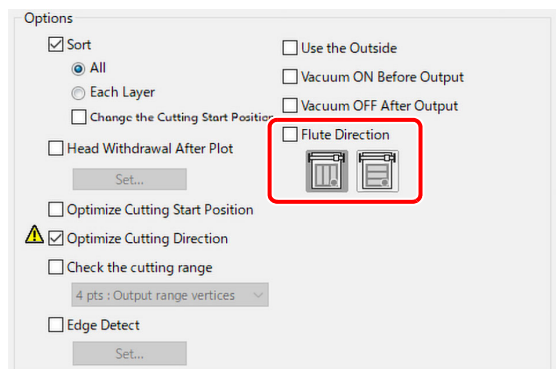 Options
Sort
All
Each Layer
Change the Cutting Start Position
Head Withdrawal After Plot
Set...
Optimize Cutting Start Position
Optimize Cutting Direction
Check the cutting range
4 pts : Output range vertices
Edge Detect
Set...
Use the Outside
Vacuum ON Before Output
Vacuum OFF After Output
Flute Direction